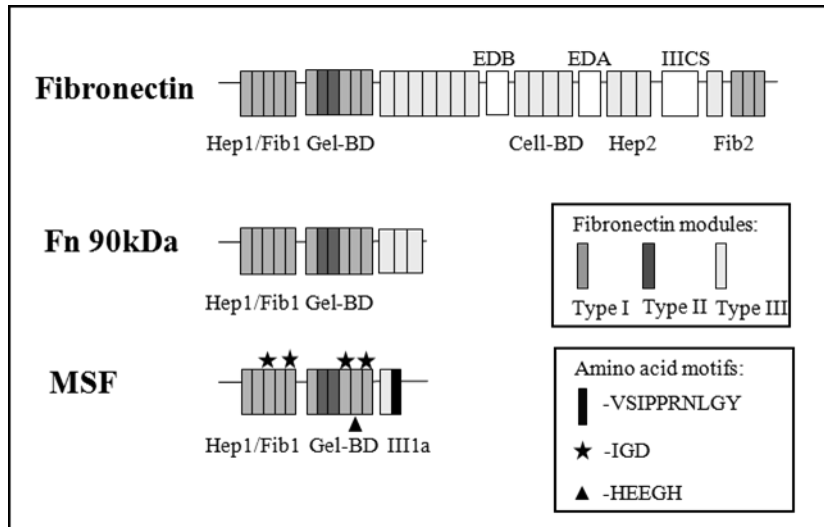 EDB EDA IIICS
Fibronectin
Hep1/Fib1 Gel-BD Cell-BD Hep2 Fib2
Fn 90kDa
Hep1/Fib1 Gel-BD
MSF
Hep1/Fib1 Gel-BD III1a
Fibronectin modules:
Type I Type II Type III
Amino acid motifs:
-VSIPPRNLGY
-IGD
-HEEGH